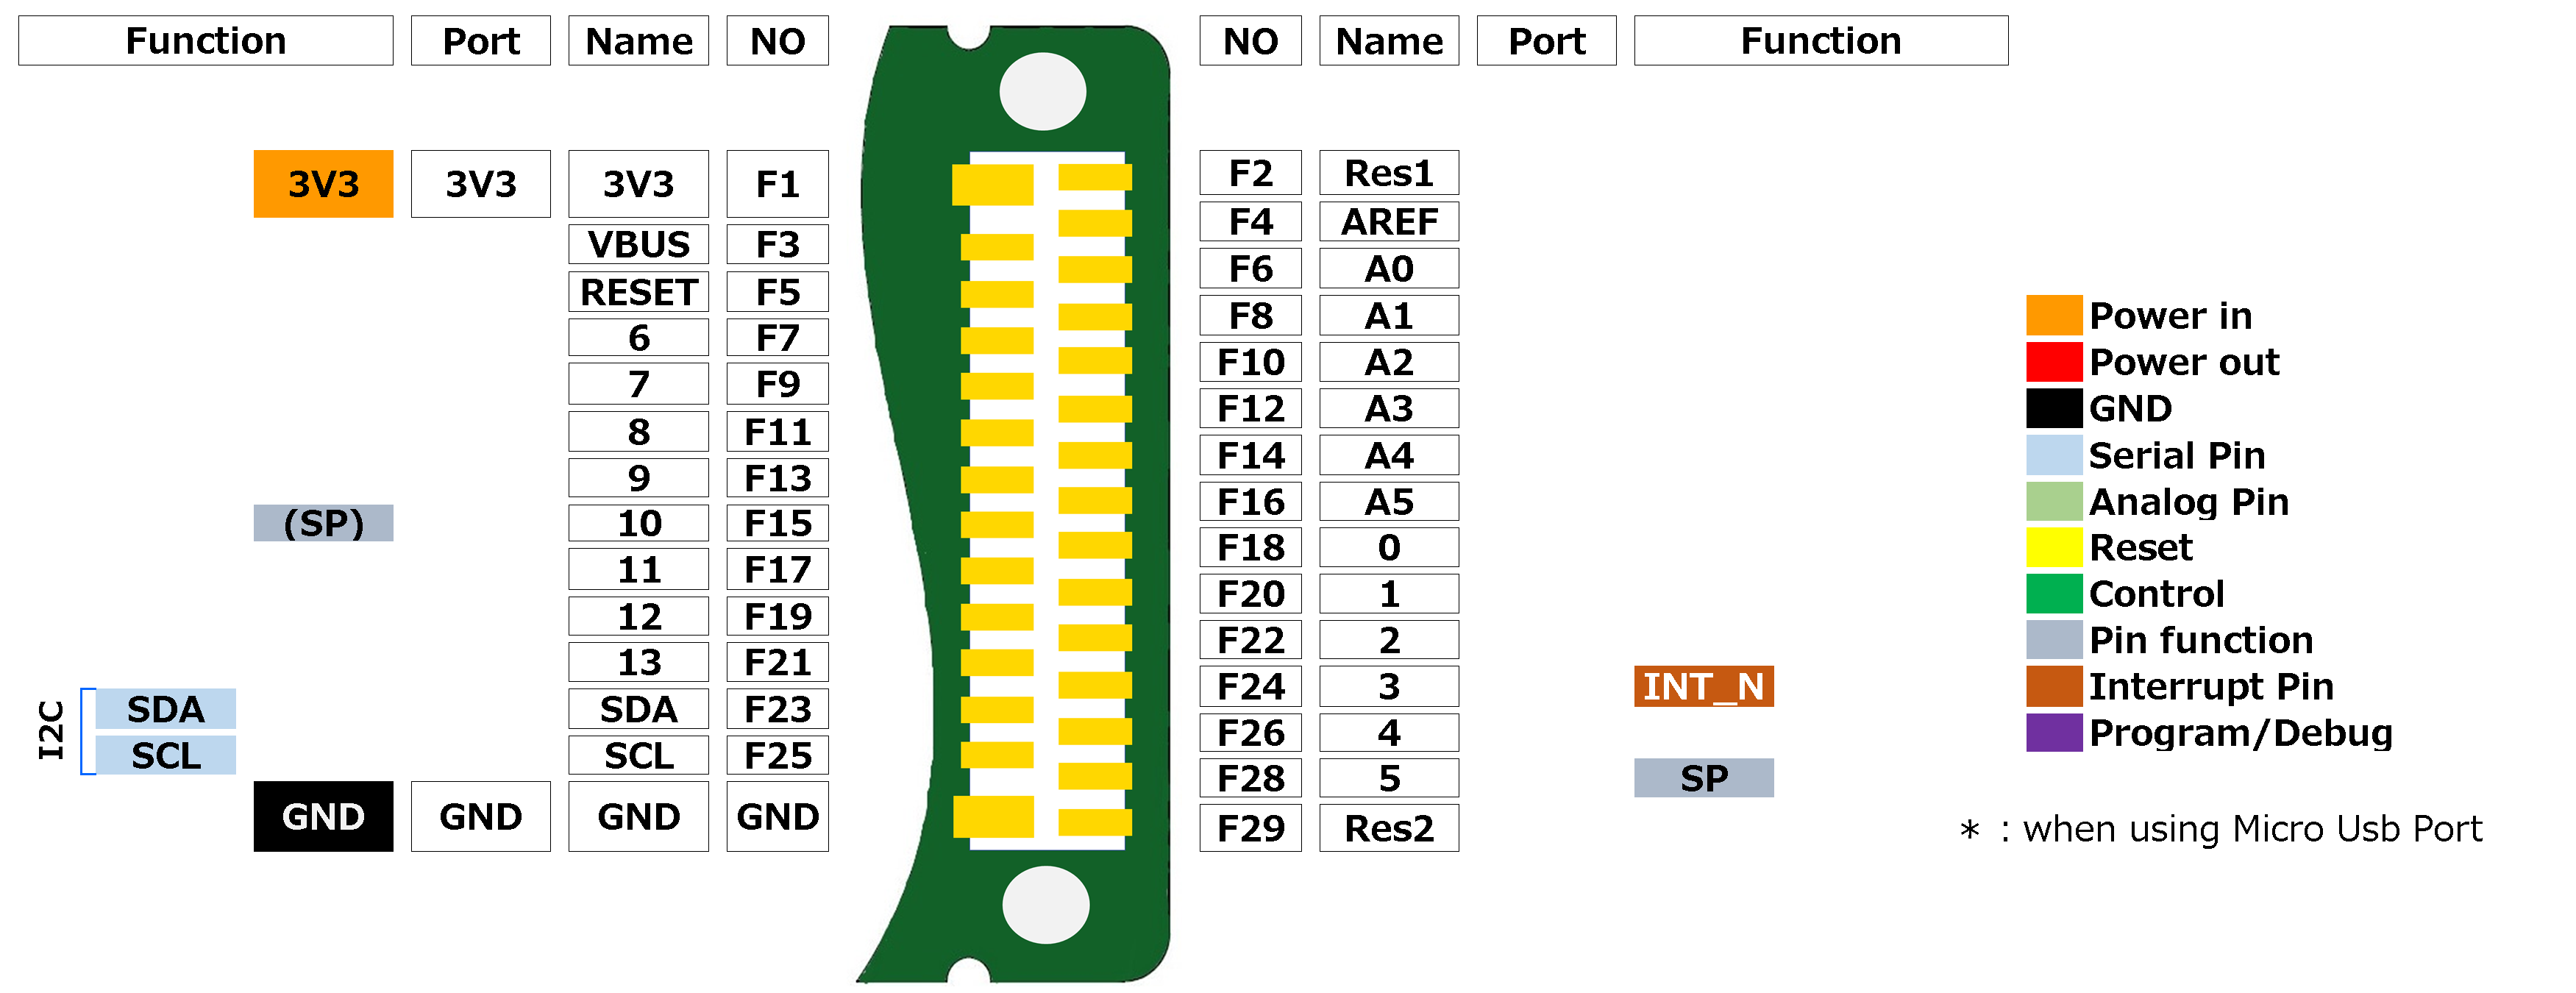 Function Port Name NO NO Name Port Function
3V3 3V3 3V3 F1 F2 Res1
VBUS F3 F4 AREF
RESET F5 F6 A0
6 F7 F8 A1 Power in
7 F9 F10 A2 Power out
8 F11 F12 A3 GND
9 F13 F14 A4 Serial Pin
(SP) 10 F15 F16 A5 Analog Pin
11 F17 F18 0 Reset
12 F19 F20 1 Control
13 F21 F22 2 Pin function
I2C SDA SDA F23 F24 3 INT_N Interrupt Pin
SCL SCL F25 F26 4 Program/Debug
GND GND GND GND F28 5 SP
F29 Res2 * : when using Micro Usb Port